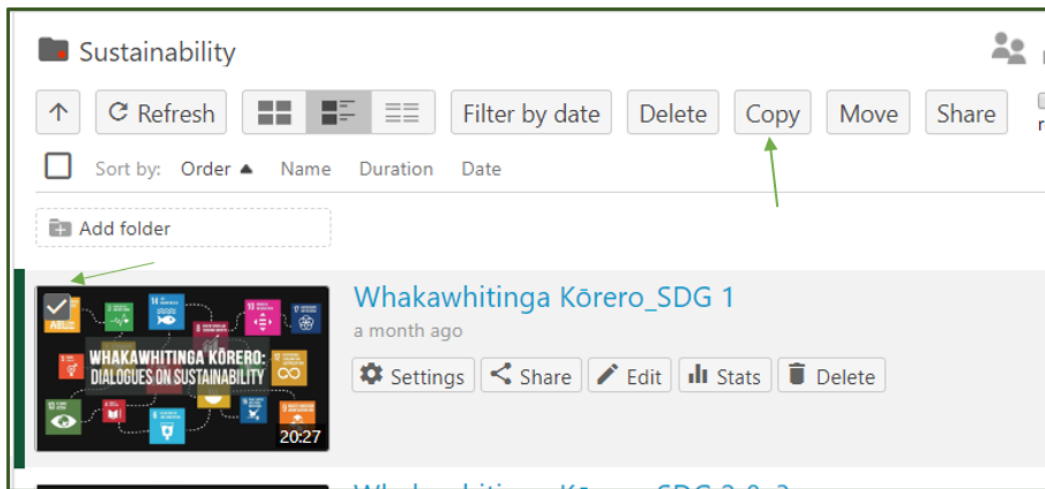 Sustainability
Refresh
Filter by date
Delete
Copy
Move
Share
Sort by: Order Name Duration Date
Add folder
Whakawhitinga Kōrero_SDG 1
a month ago
Settings Share Edit Stats Delete
WHAKAWHITINGA KŌRERO:
DIALOGUES ON SUSTAINABILITY
20:27